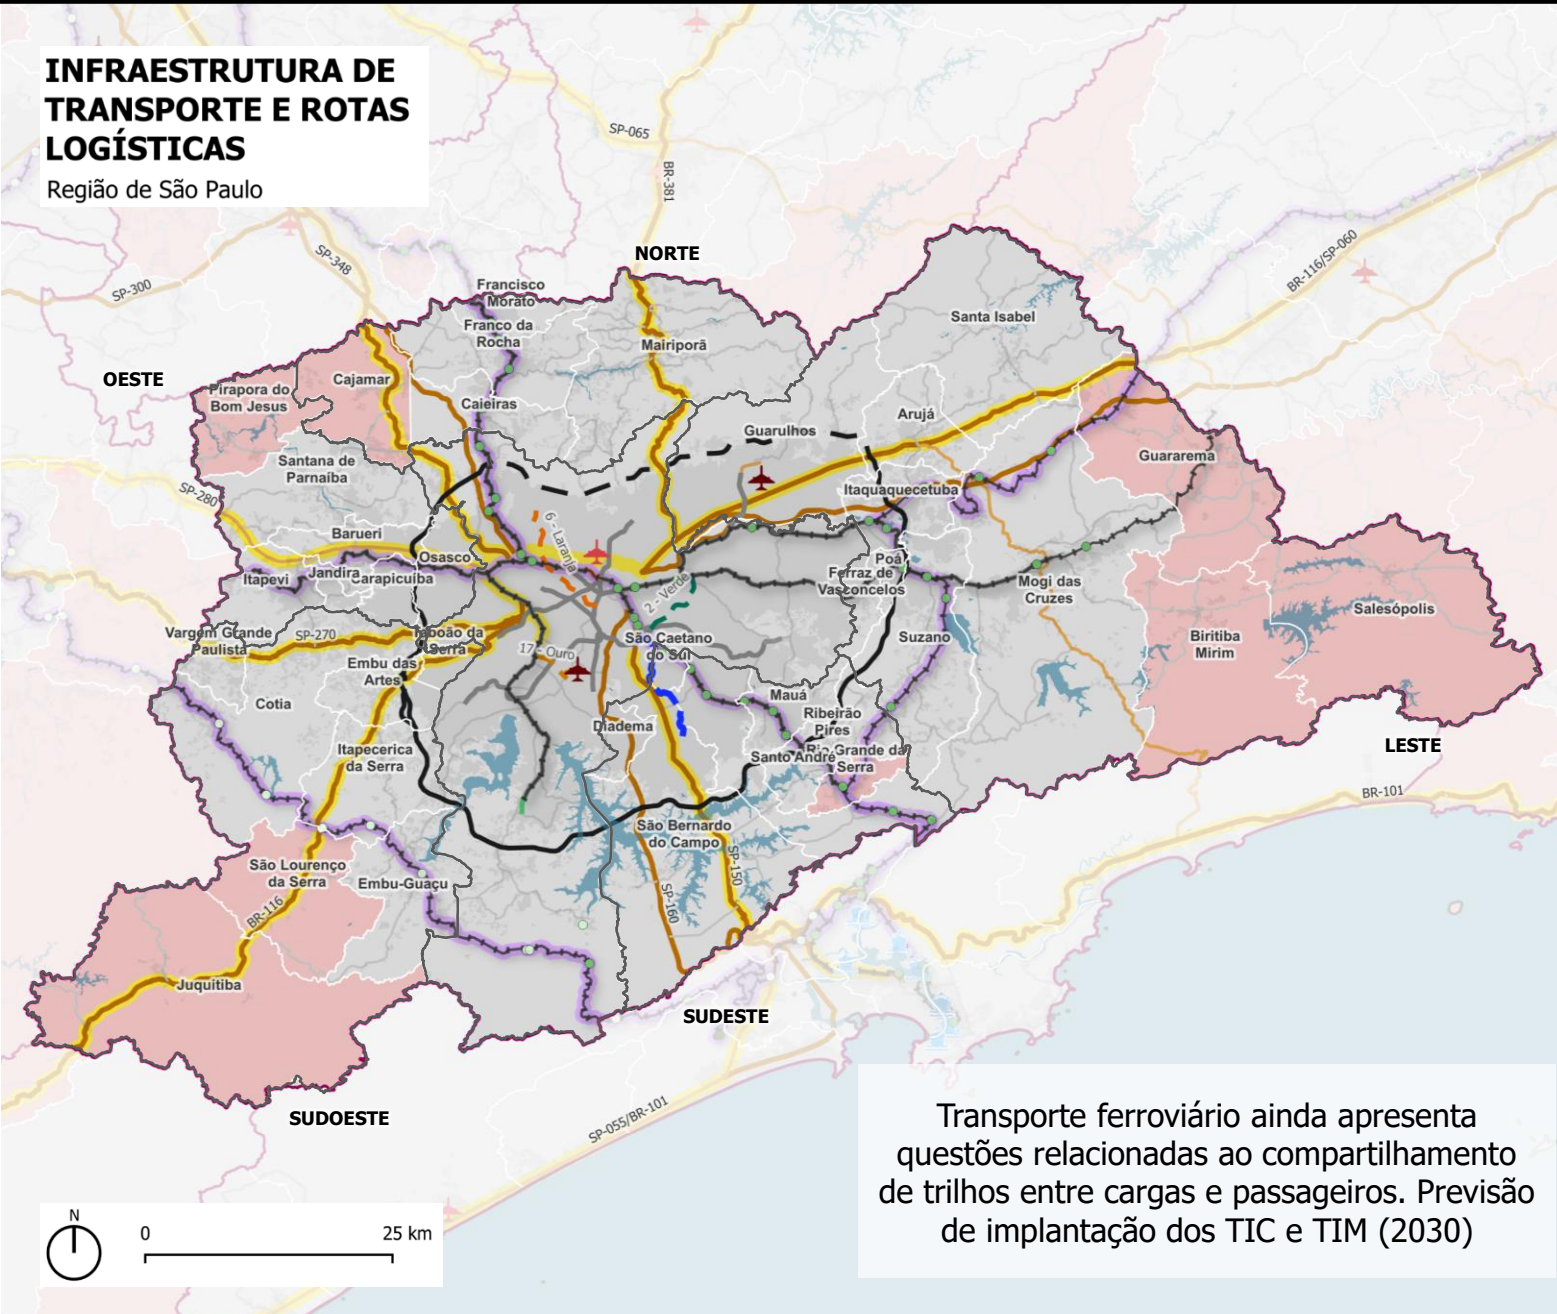 INFRAESTRUTURA DE
TRANSPORTE E ROTAS
LOGÍSTICAS
Região de São Paulo
SP-065
BR-381
NORTE
SP-348
SP-300
BR-116/SP-060
Francisco
Morato
Franco da
Rocha
Mairiporã
Santa Isabel
OESTE
Pirapora do
Bom Jesus
Cajamar
Caieiras
Arujá
Guarulhos
Santana de
Parnaíba
Guararema
SP-280
Itaquaquecetuba
Barueri
6 - Laranja
Osasco
Itapevi
Jandira
Carapicuíba
Poá
Ferraz de
Vasconcelos
2 - Verde
Mogi das
Cruzes
Salesópolis
Vargem Grande
Paulista
SP-270
Taboão da
Serra
São Caetano
do Sul
Suzano
Biritiba
Mirim
17 - Ouro
Embu das
Artes
Cotia
Mauá
Ribeirão
Pires
Diadema
Itapecerica
da Serra
Santo André
Rio Grande da
Serra
LESTE
BR-101
São Bernardo
do Campo
SP-150
São Lourenço
da Serra
Embu-Guaçu
SP-160
BR-116
Juquitiba
SUDESTE
SUDOESTE
SP-055/BR-101
Transporte ferroviário ainda apresenta
questões relacionadas ao compartilhamento
de trilhos entre cargas e passageiros. Previsão
de implantação dos TIC e TIM (2030)
N
0
25 km